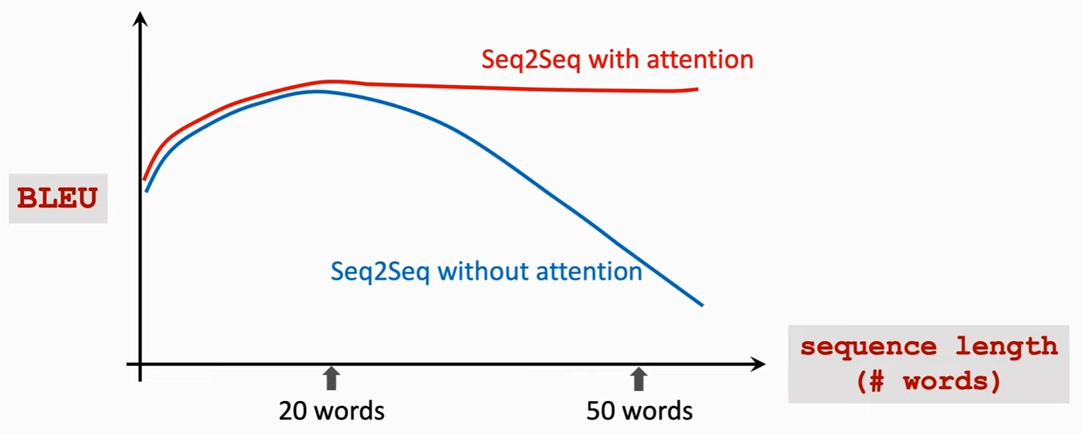 Seq2Seq with attention
BLEU
Seq2Seq without attention
sequence length
(# words)
20 words
50 words